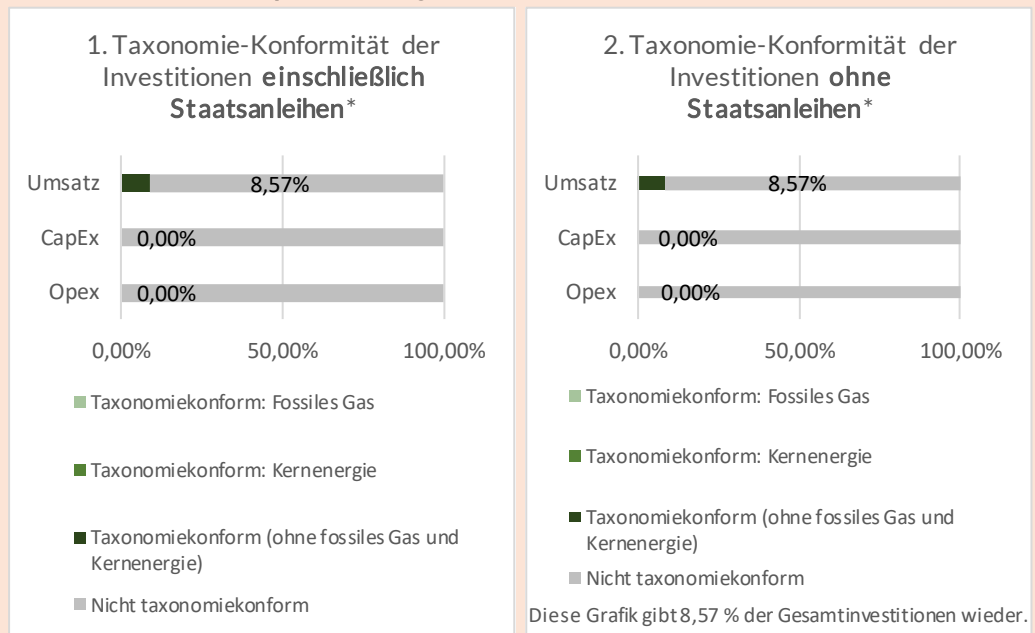 1. Taxonomie-Konformität der
Investitionen einschließlich
Staatsanleihen*
Umsatz
8,57%
CapEx
0,00%
Opex
0,00%
0,00%
50,00%
100,00%
Taxonomiekonform: Fossiles Gas
Taxonomiekonform: Kernenergie
Taxonomiekonform (ohne fossiles Gas und
Kernenergie)
Nicht taxonomiekonform
2. Taxonomie-Konformität der
Investitionen ohne
Staatsanleihen*
Umsatz
8,57%
CapEx
0,00%
Opex
0,00%
0,00%
50,00%
100,00%
Taxonomiekonform: Fossiles Gas
Taxonomiekonform: Kernenergie
Taxonomiekonform (ohne fossiles Gas und
Kernenergie)
Nicht taxonomiekonform
Diese Grafik gibt 8,57 % der Gesamtinvestitionen wieder.